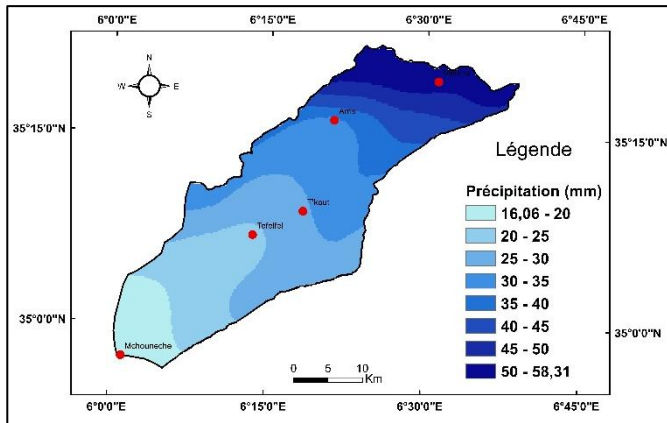 6°0'0"E 6°15'0"E 6°30'0"E 6°45'0"E
N
W E
S
35°15'0"N 35°15'0"N
Arris
Légende
Précipitation (mm)
16,06 - 20
20 - 25
25 - 30
30 - 35
35 - 40
40 - 45
45 - 50
50 - 58,31
Tifelfel
35°0'0"N 35°0'0"N
Mchouneche
0 5 10
Km
6°0'0"E 6°15'0"E 6°30'0"E 6°45'0"E